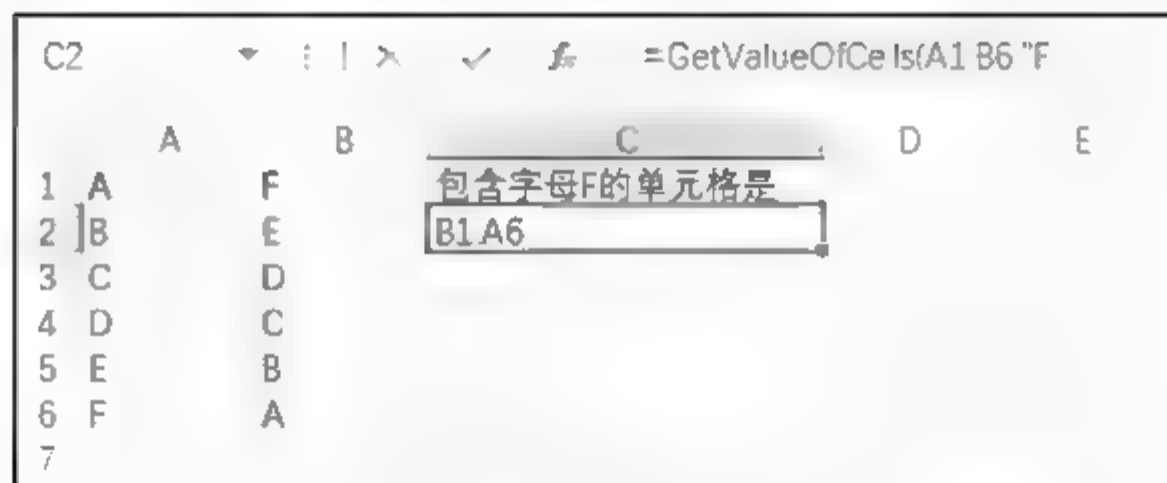 C2 =GetValueOfCe ls(A1 B6 "F
A B C D E
1 A F 包含字母F的单元格是
2 B E B1 A6
3 C D
4 D C
5 E B
6 F A
7